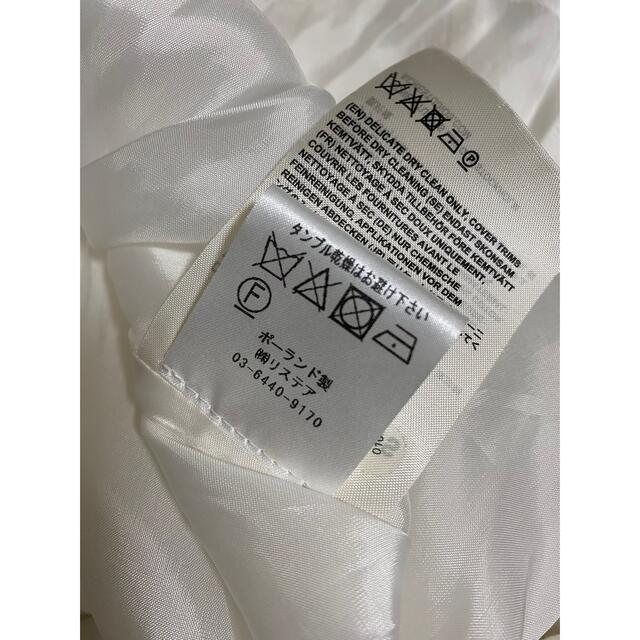 (EN) DELICATE DRY CLEAN ONLY. COVER TRIMS
BEFORE DRY CLEANING (SE) ENDAST SKONSAM
KEMTVÄTT. SKYDDA TILLBEHÖR FÖRE KEMTVÄTT
(FR) NETTOYAGE À SEC DOUX UNIQUEMENT,
COUVRIR LES FOURNITURES AVANT LE
NETTOYAGE À SEC (DE) NUR CHEMISCHE
FEINREINIGUNG, APPLIKATIONEN VOR DEM
REINIGEN ABDECKEN
タンブル乾燥はお避け下さい
F
ポーランド製
㈱リステア
03-6440-9170